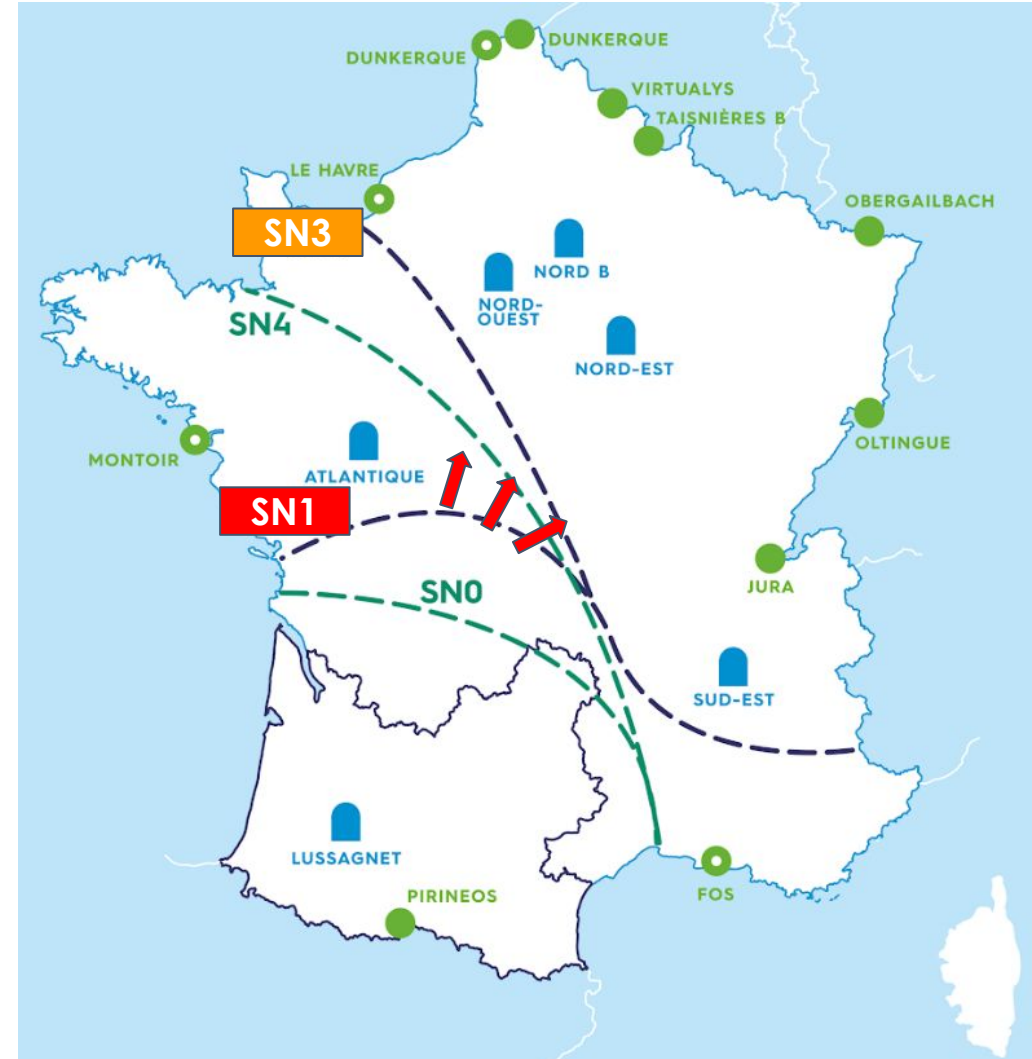 DUNKERQUE
DUNKERQUE
VIRTUALYS
TAISNIÈRES B
LE HAVRE
OBERGAILBACH
SN3
NORD B
NORD-
OUEST
SN4
NORD-EST
OLTINGUE
MONTOIR
ATLANTIQUE
SN1
JURA
SN0
SUD-EST
LUSSAGNET
PIRINEOS
FOS